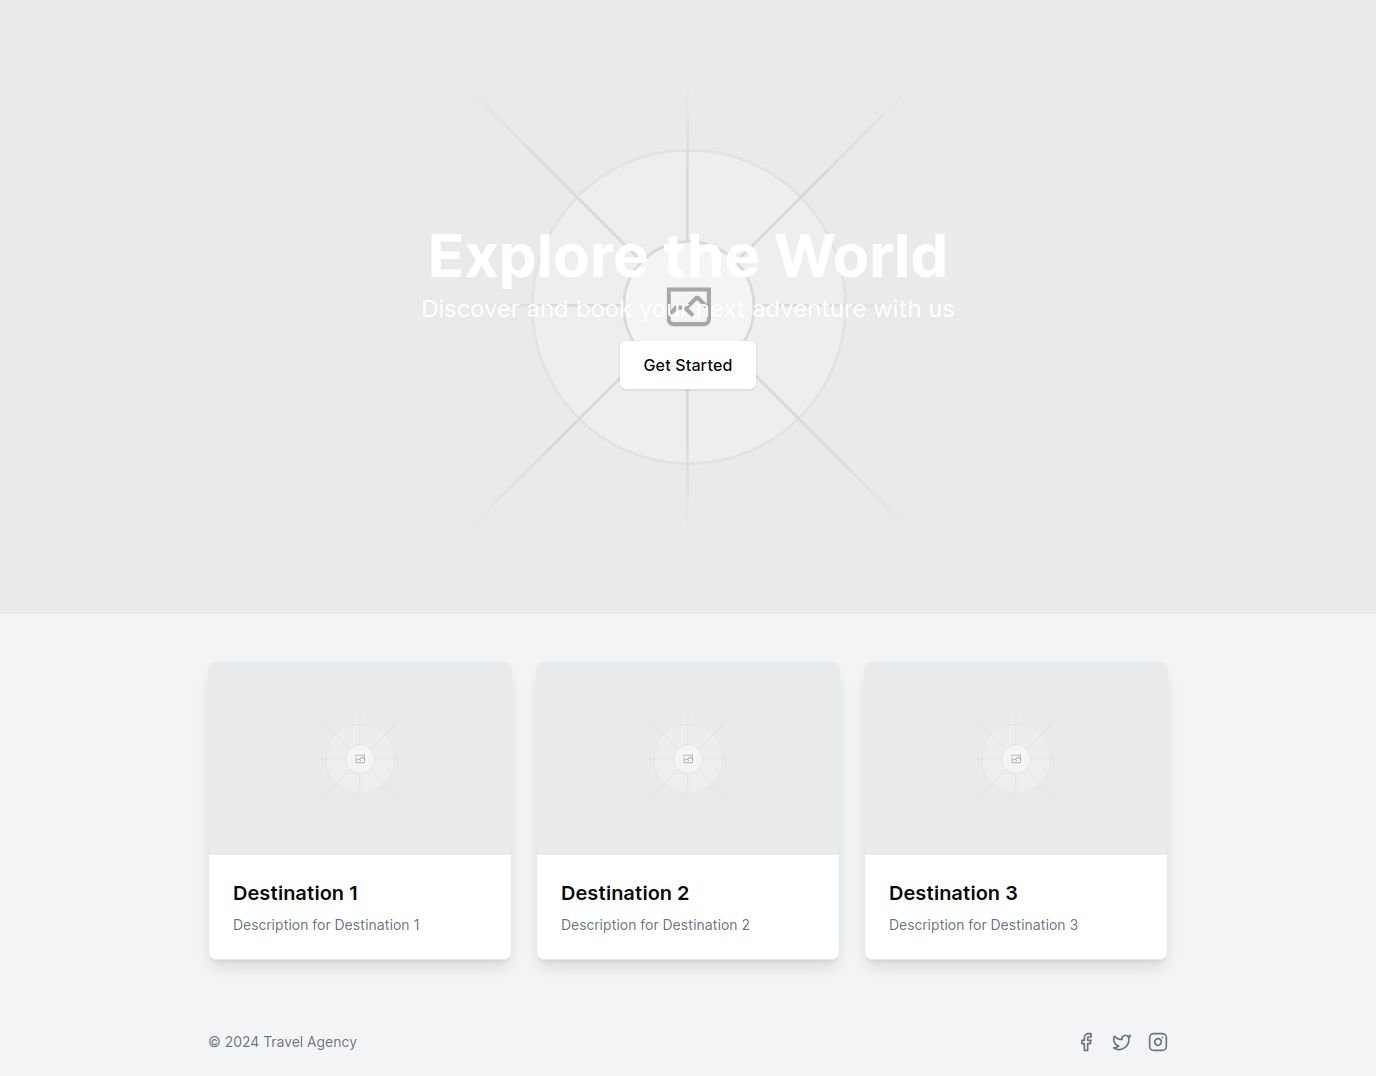 Explore the World
Discover and book your next adventure with us
Get Started
Destination 1
Description for Destination 1
Destination 2
Description for Destination 2
Destination 3
Description for Destination 3
© 2024 Travel Agency